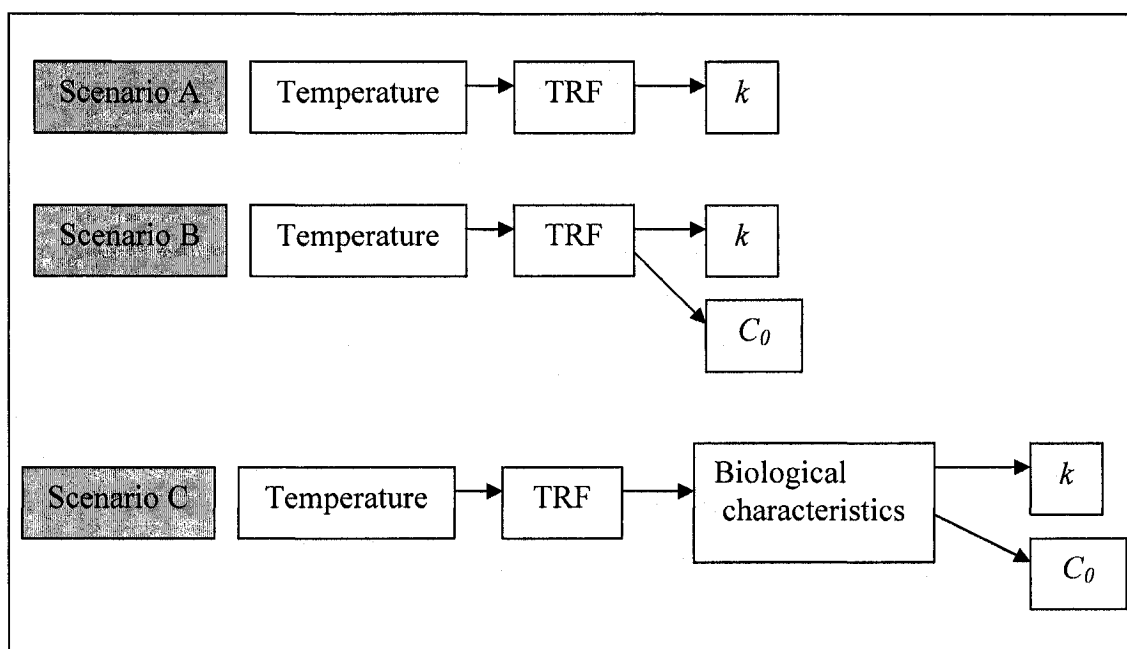 Scenario A Temperature TRF k
Scenario B Temperature TRF k
C0
Scenario C Temperature TRF Biological characteristics k
C0